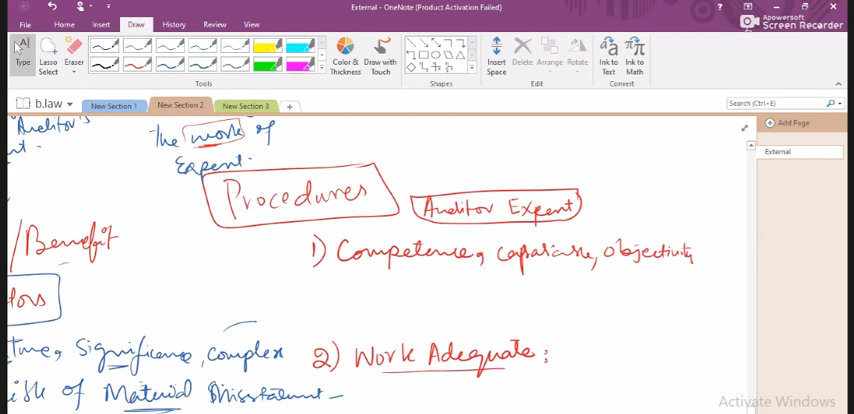 External - OneNote (Product Activation Failed)
Apowersoft
Screen Recorder
File Home Insert Draw History Review View
Type
Lasso Select
Eraser
Color & Thickness
Draw with Touch
Insert Space
Delete
Arrange
Rotate
Ink to Text
Ink to Math
Tools
Shapes
Edit
Convert
b.law
New Section 1
New Section 2
New Section 3
Search (Ctrl+E)
Add Page
External
Auditor's
the work of
Expert.
Procedures
Auditor Expert
/Benefit
1) Competence, capabable, objectivity
tors
ture, Significance, complex
2) Work Adequate:
isk of Material Misstatement
Activate Windows